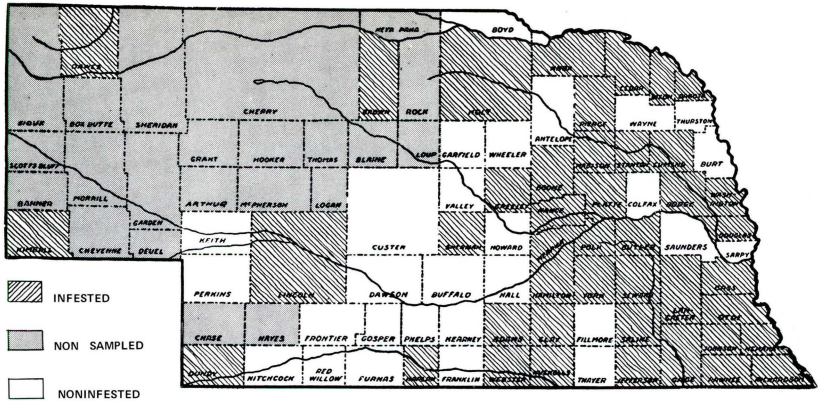 KEYA PAHA BOYD
DAWES KNOX
CEDAR
DIXON DAKOTA
SIOUX BOX BUTTE SHERIDAN CHERRY BROWN ROCK HOLT
PIERCE WAYNE THURSTON
ANTELOPE
SCOTTS BLUFF GRANT HOOKER THOMAS BLAINE LOUP GARFIELD WHEELER
MADISON STANTON CUMING BURT
BOONE
BANNER MORRILL GARDEN ARTHUR McPHERSON LOGAN VALLEY GREELEY NANCE PLATTE COLFAX DODGE WASHINGTON
KIMBALL CHEYENNE DEUEL KEITH CUSTER SHERMAN HOWARD MERRICK POLK BUTLER SAUNDERS DOUGLAS
SARPY
PERKINS LINCOLN DAWSON BUFFALO HALL HAMILTON YORK SEWARD LANCASTER CASS
OTOE
INFESTED
CHASE HAYES FRONTIER GOSPER PHELPS KEARNEY ADAMS CLAY FILLMORE SALINE
JOHNSON NEMAHA
NON SAMPLED
DUNDY HITCHCOCK RED WILLOW FURNAS HARLAN FRANKLIN WEBSTER NUCKOLLS THAYER JEFFERSON GAGE PAWNEE RICHARDSON
NONINFESTED